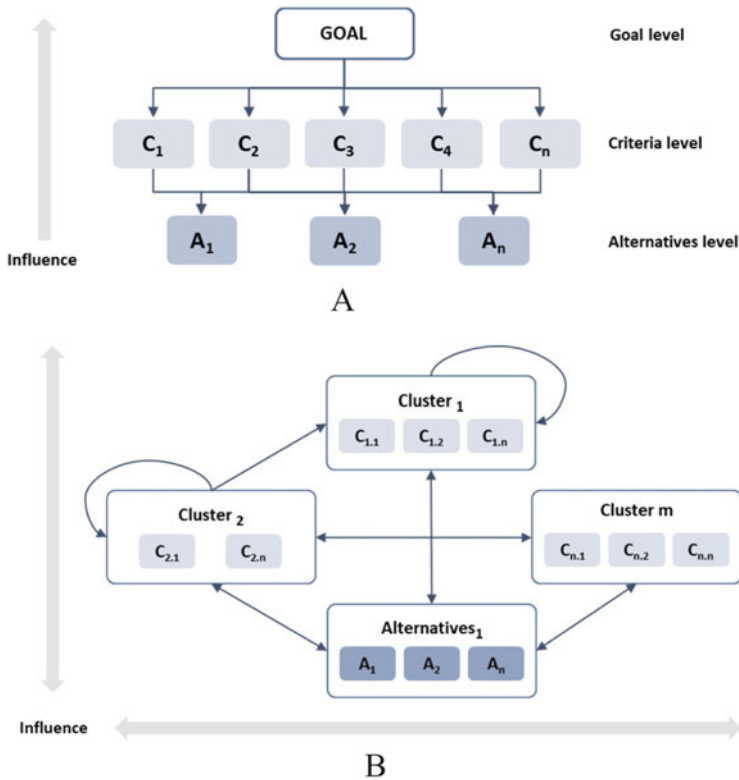 GOAL Goal level
C1 C2 C3 C4 Cn Criteria level
A1 A2 An Alternatives level
Influence
A
Cluster 1
C1.1 C1.2 C1.n
Cluster 2 Cluster m
C2.1 C2.n Cn.1 Cn.2 Cn.n
Alternatives1
A1 A2 An
Influence
B